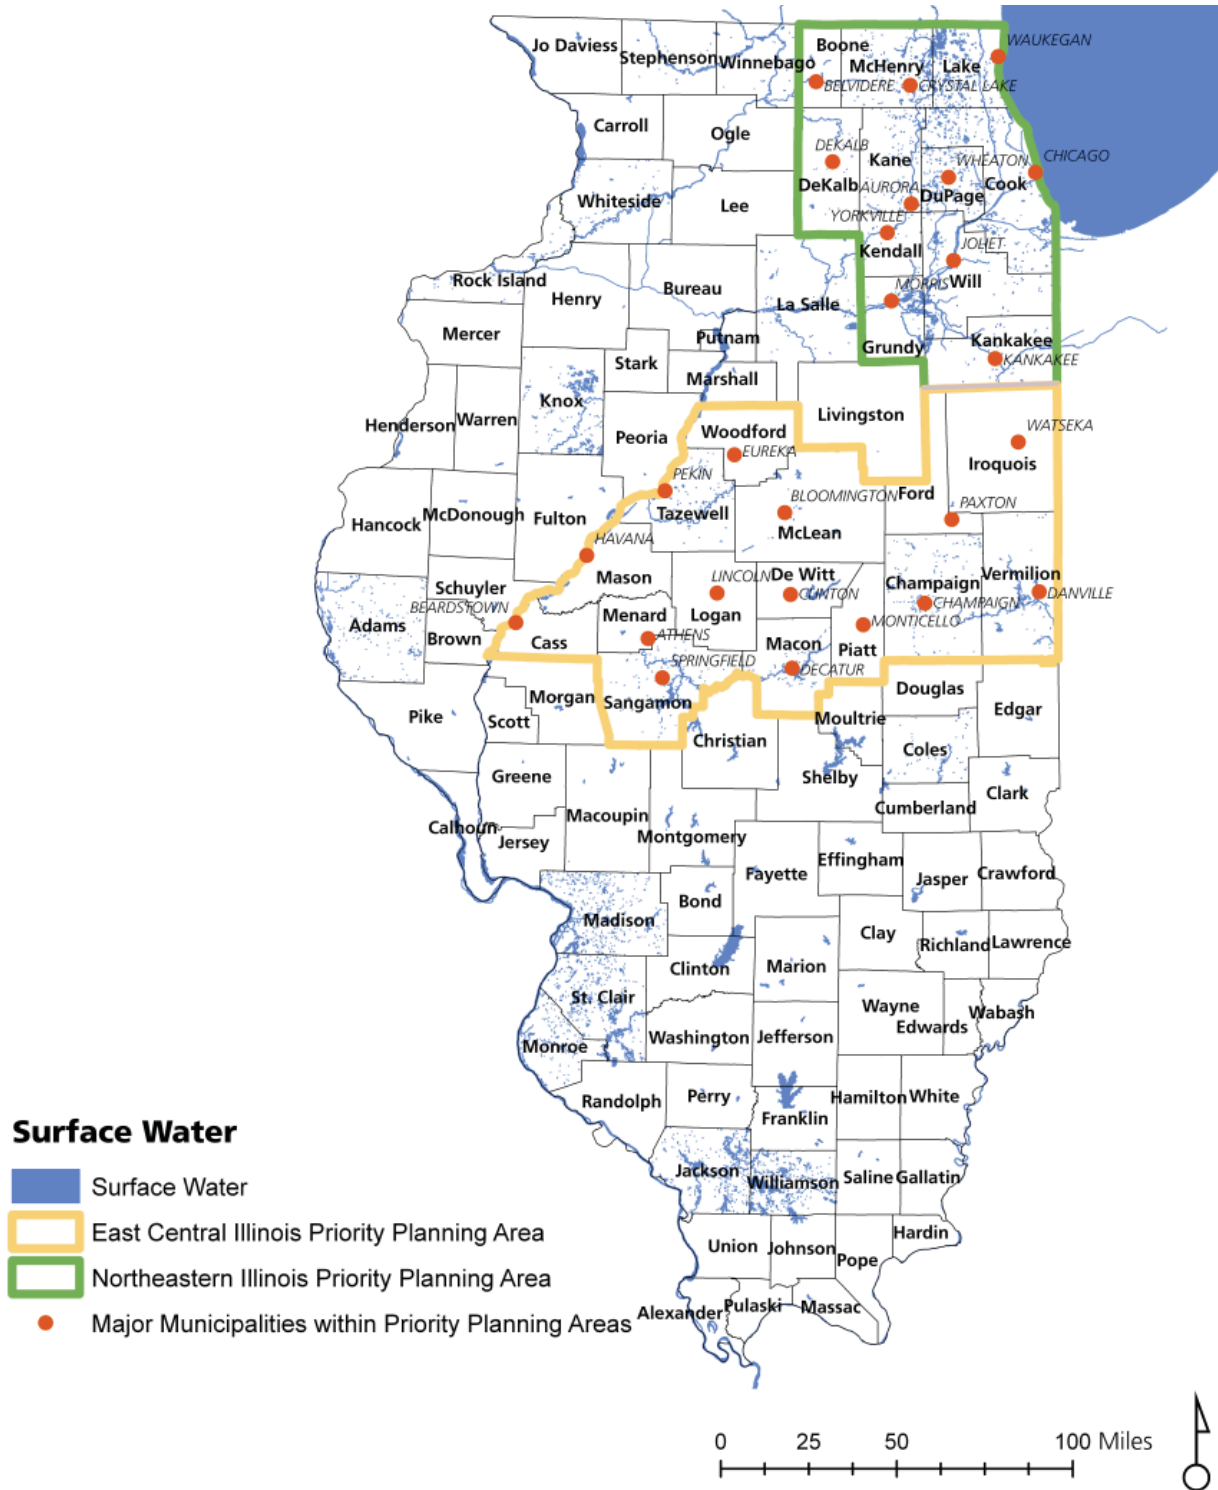 WAUKEGAN
Boone
Jo Daviess
Stephenson
Winnebago
McHenry
Lake
BELVIDERE
CRYSTAL LAKE
Carroll
Ogle
DEKALB
Kane
WHEATON
CHICAGO
DeKalb
AURORA
DuPage
Cook
Whiteside
Lee
YORKVILLE
JOLIET
Kendall
Rock Island
Henry
Bureau
MORRIS
Will
La Salle
Mercer
Putnam
Grundy
Kankakee
KANKAKEE
Stark
Marshall
Knox
Livingston
Henderson
Warren
Peoria
Woodford
WATSEKA
EUREKA
Iroquois
PEKIN
BLOOMINGTON
Ford
PAXTON
Hancock
McDonough
Fulton
Tazewell
McLean
HAVANA
Mason
LINCOLN
De Witt
Champaign
Vermilion
Schuyler
BEARDSTOWN
Menard
Logan
CLINTON
CHAMPAIGN
DANVILLE
Adams
Brown
Cass
ATHENS
Macon
MONTICELLO
Piatt
SPRINGFIELD
DECATUR
Pike
Scott
Morgan
Sangamon
Moultrie
Douglas
Edgar
Christian
Coles
Greene
Shelby
Clark
Macoupin
Cumberland
Calhoun
Jersey
Montgomery
Fayette
Effingham
Jasper
Crawford
Bond
Madison
Clay
Richland
Lawrence
Clinton
Marion
St. Clair
Wayne
Edwards
Wabash
Monroe
Washington
Jefferson
Randolph
Perry
Franklin
Hamilton
White
Jackson
Williamson
Saline
Gallatin
Union
Johnson
Pope
Hardin
Alexander
Pulaski
Massac
Surface Water
Surface Water
East Central Illinois Priority Planning Area
Northeastern Illinois Priority Planning Area
Major Municipalities within Priority Planning Areas
0 25 50 100 Miles